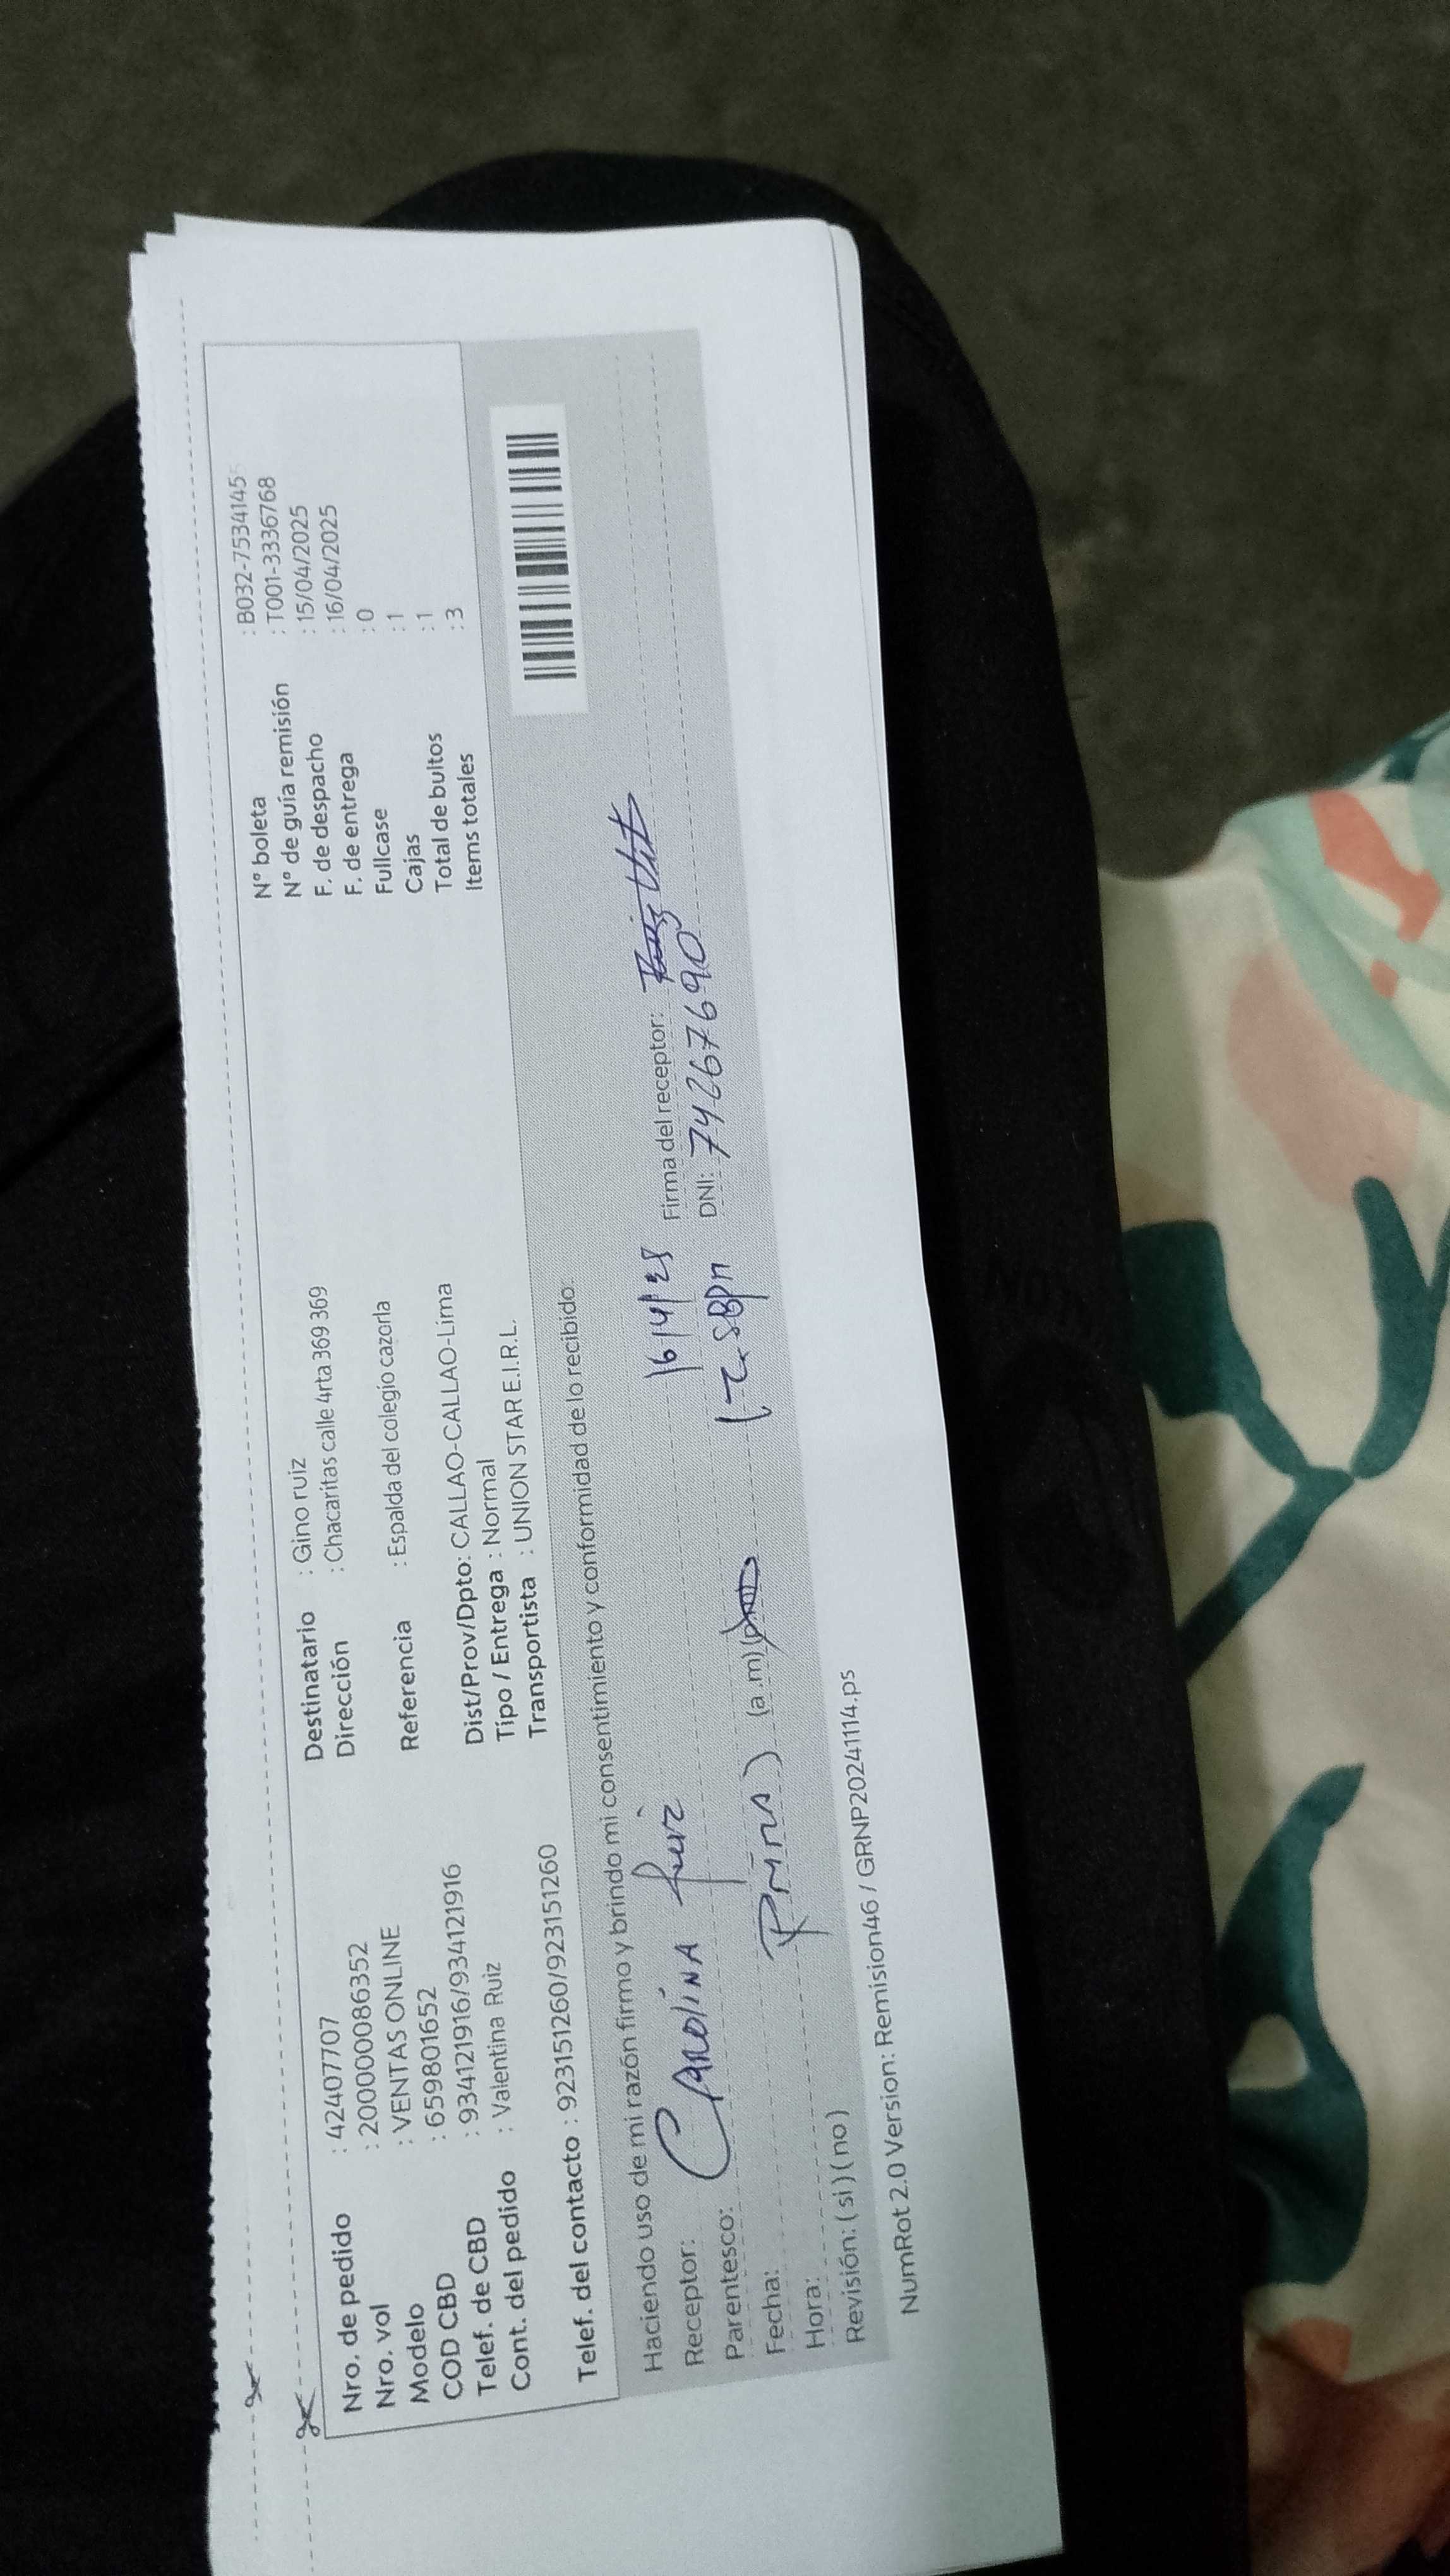 Nro. de pedido : 42407707
Nro. vol : 2000000086352
Modelo : VENTAS ONLINE
COD CBD : 659801652
Telef. de CBD : 934121916/934121916
Cont. del pedido : Valentina Ruiz
Telef. del contacto : 923151260/923151260
Destinatario : Gino ruiz
Dirección : Chacaritas calle 4rta 369 369
Referencia : Espalda del colegio cazorla
Dist/Prov/Dpto: CALLAO-CALLAO-Lima
Tipo / Entrega : Normal
Transportista : UNION STAR E.I.R.L.
N° boleta : B032-75341455
N° de guía remisión : T001-3336768
F. de despacho : 15/04/2025
F. de entrega : 16/04/2025
Fullcase : 0
Cajas : 1
Total de bultos : 1
Items totales : 3
Haciendo uso de mi razón firmo y brindo mi consentimiento y conformidad de lo recibido:
Receptor: CAROLINA Ruiz
Parentesco:
Fecha: 16/4/25
Hora: (a.m) (p.m)
Revisión: ( si ) ( no )
Firma del receptor:
DNI: 74267690
NumRot 2.0 Version: Remision46 / GRNP20241114.ps